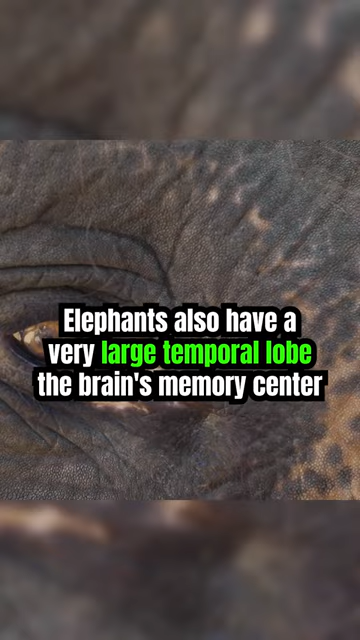 Elephants also have a
very large temporal lobe
the brain's memory center